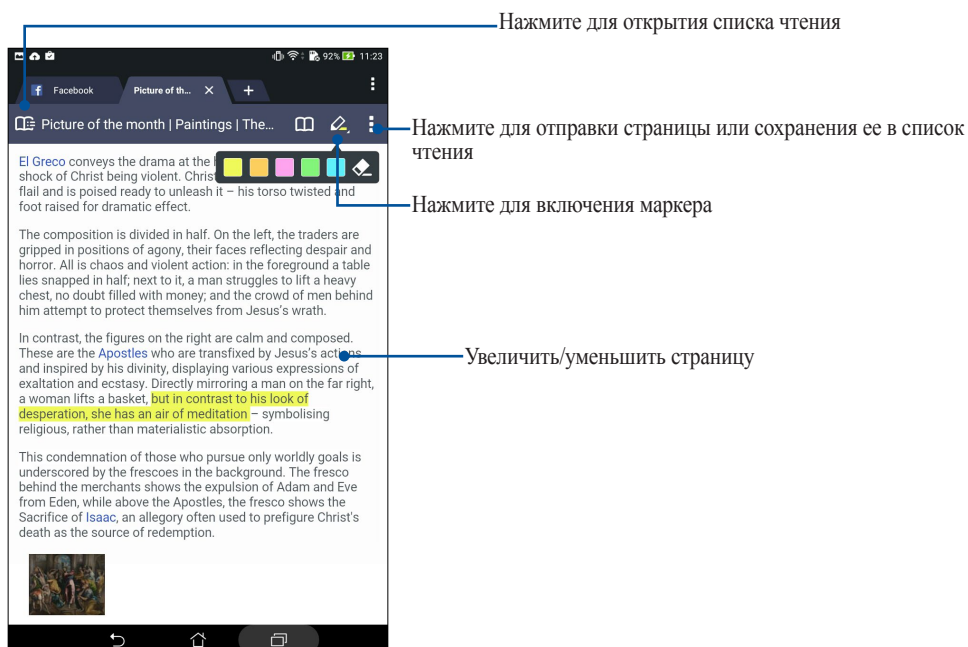 Нажмите для открытия списка чтения
92% 11:23
Facebook
Picture of th...
Picture of the month | Paintings | The...
Нажмите для отправки страницы или сохранения ее в список
чтения
El Greco conveys the drama at the
shock of Christ being violent. Christ
flail and is poised ready to unleash it – his torso twisted and
foot raised for dramatic effect.
Нажмите для включения маркера
The composition is divided in half. On the left, the traders are
gripped in positions of agony, their faces reflecting despair and
horror. All is chaos and violent action: in the foreground a table
lies snapped in half; next to it, a man struggles to lift a heavy
chest, no doubt filled with money; and the crowd of men behind
him attempt to protect themselves from Jesus's wrath.
In contrast, the figures on the right are calm and composed.
These are the Apostles who are transfixed by Jesus's actions
and inspired by his divinity, displaying various expressions of
exaltation and ecstasy. Directly mirroring a man on the far right,
a woman lifts a basket, but in contrast to his look of
desperation, she has an air of meditation – symbolising
religious, rather than materialistic absorption.
Увеличить/уменьшить страницу
This condemnation of those who pursue only worldly goals is
underscored by the frescoes in the background. The fresco
behind the merchants shows the expulsion of Adam and Eve
from Eden, while above the Apostles, the fresco shows the
Sacrifice of Isaac, an allegory often used to prefigure Christ's
death as the source of redemption.